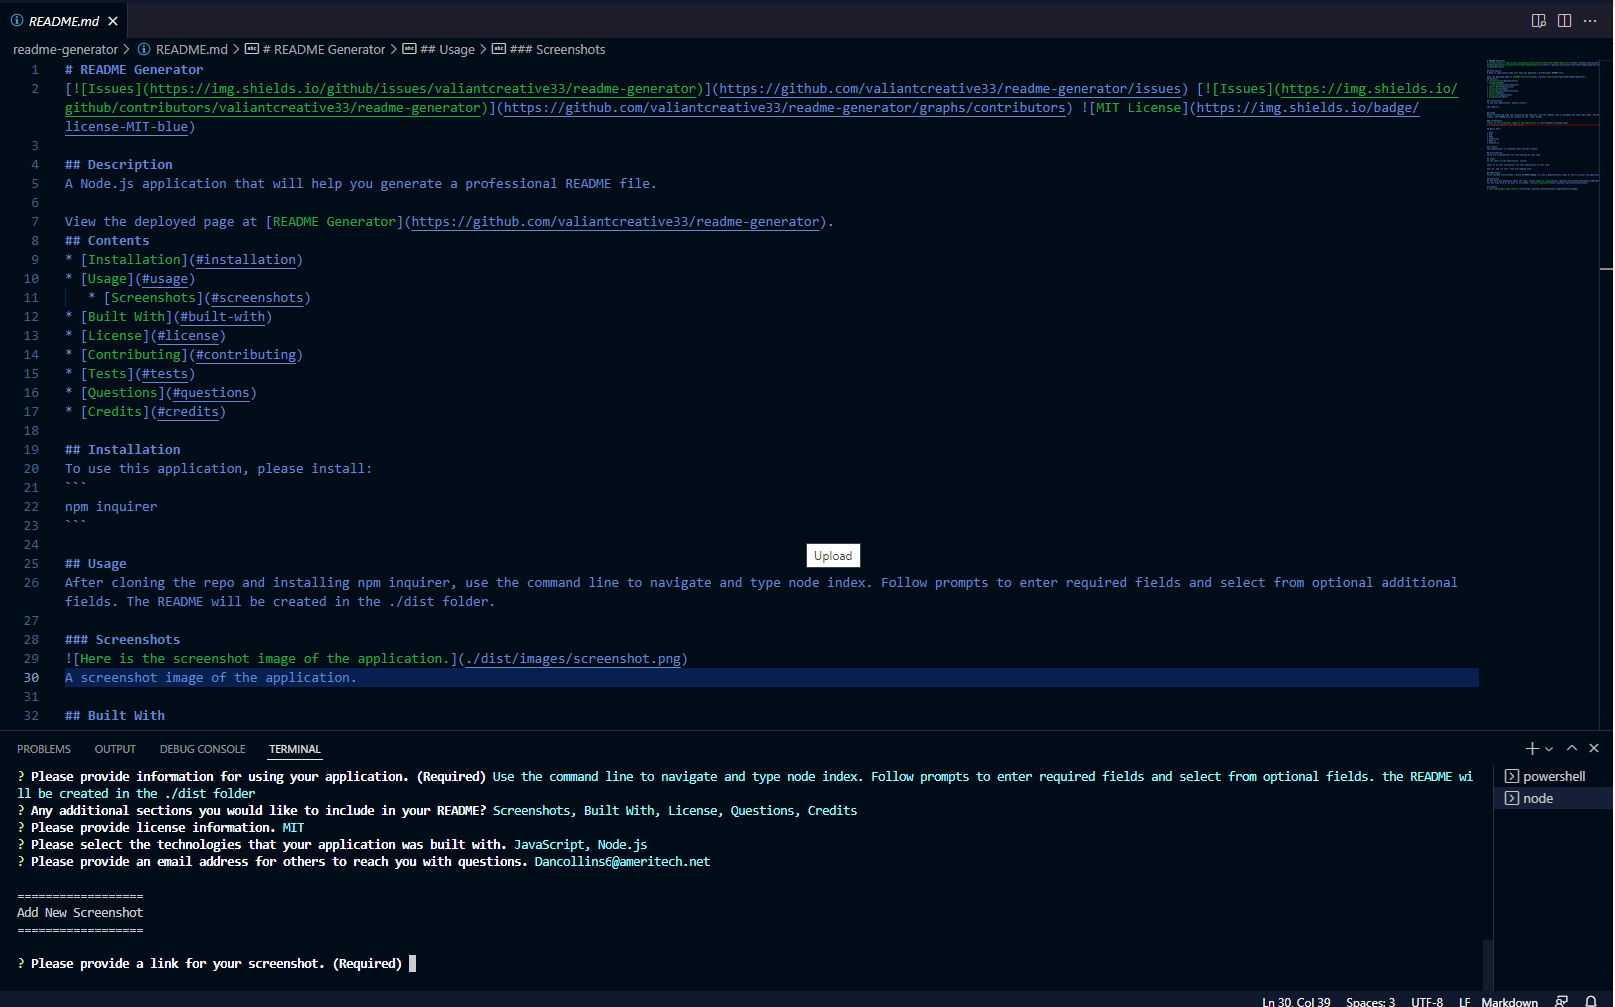 README.md
readme-generator > README.md > # README Generator > ## Usage > ### Screenshots
1 # README Generator
2 [![Issues](https://img.shields.io/github/issues/valiantcreative33/readme-generator)](https://github.com/valiantcreative33/readme-generator/issues) [![Issues](https://img.shields.io/
github/contributors/valiantcreative33/readme-generator)](https://github.com/valiantcreative33/readme-generator/graphs/contributors) ![MIT License](https://img.shields.io/badge/
license-MIT-blue)
3
4 ## Description
5 A Node.js application that will help you generate a professional README file.
6
7 View the deployed page at [README Generator](https://github.com/valiantcreative33/readme-generator).
8 ## Contents
9 * [Installation](#installation)
10 * [Usage](#usage)
11 * [Screenshots](#screenshots)
12 * [Built With](#built-with)
13 * [License](#license)
14 * [Contributing](#contributing)
15 * [Tests](#tests)
16 * [Questions](#questions)
17 * [Credits](#credits)
18
19 ## Installation
20 To use this application, please install:
21 ```
22 npm inquirer
23 ```
24
25 ## Usage
Upload
26 After cloning the repo and installing npm inquirer, use the command line to navigate and type node index. Follow prompts to enter required fields and select from optional additional
fields. The README will be created in the ./dist folder.
27
28 ### Screenshots
29 ![Here is the screenshot image of the application.](./dist/images/screenshot.png)
30 A screenshot image of the application.
31
32 ## Built With
PROBLEMS OUTPUT DEBUG CONSOLE TERMINAL
? Please provide information for using your application. (Required) Use the command line to navigate and type node index. Follow prompts to enter required fields and select from optional fields. the README wi
ll be created in the ./dist folder
? Any additional sections you would like to include in your README? Screenshots, Built With, License, Questions, Credits
? Please provide license information. MIT
? Please select the technologies that your application was built with. JavaScript, Node.js
? Please provide an email address for others to reach you with questions. Dancollins6@ameritech.net
==================
Add New Screenshot
==================
? Please provide a link for your screenshot. (Required)
powershell
node
Ln 30, Col 39 Spaces: 3 UTF-8 LF Markdown